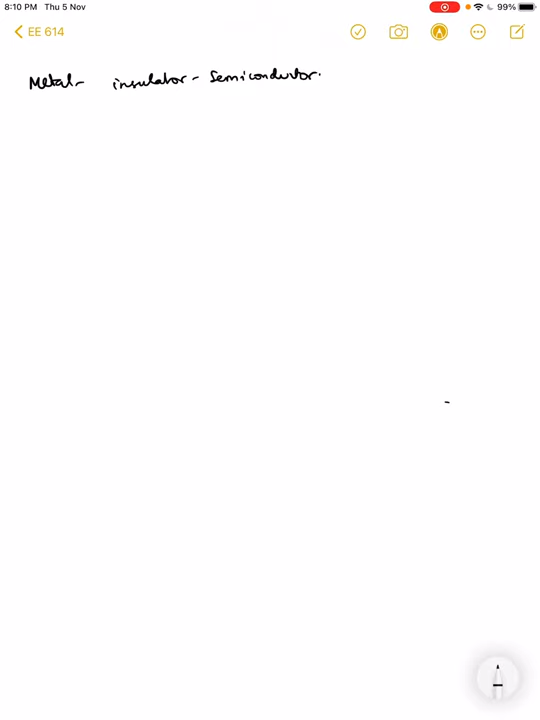 8:10 PM Thu 5 Nov 99%
EE 614
Metal- insulator - Semiconductor.